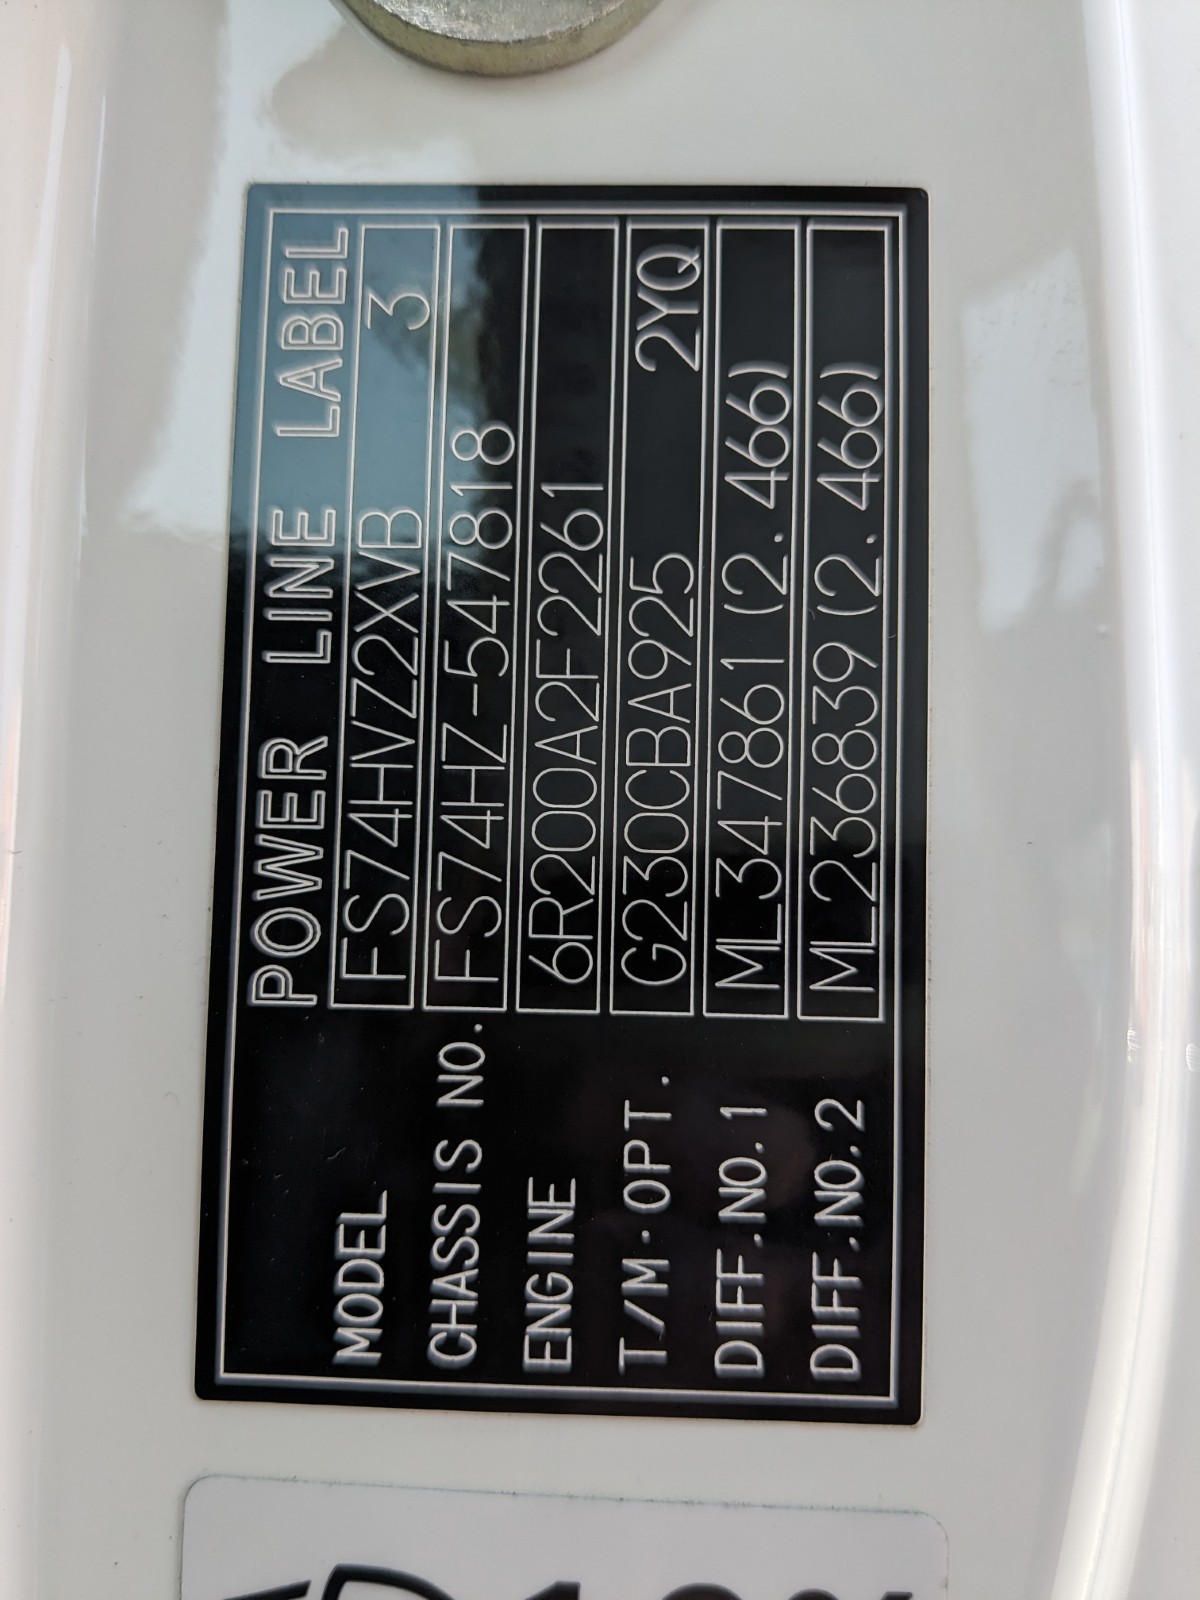 POWER LINE LABEL
MODEL FS74HVZ2XVB 3
CHASSIS NO. FS74HZ-547818
ENGINE 6R200A2F2261
T/M·OPT. G230CBA925 2YQ
DIFF.NO.1 ML347861 (2.466)
DIFF.NO.2 ML236839 (2.466)